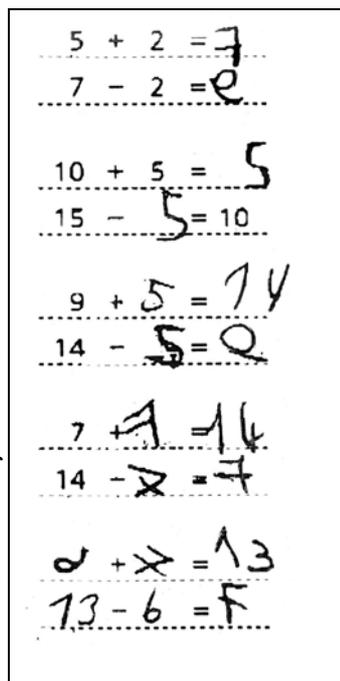 5 + 2 = 7
7 - 2 = e
10 + 5 = 5
15 - 5 = 10
9 + 5 = 14
14 - 5 = 9
7 + 7 = 14
14 - 7 = 7
+ = 13
13 - 6 = F